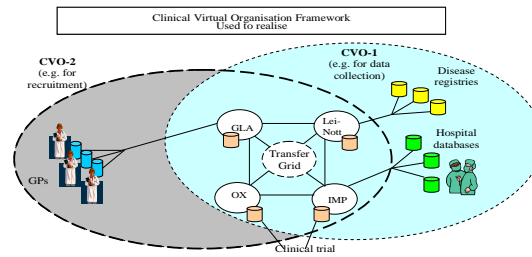 Clinical Virtual Organisation Framework
Used to realise
CVO-2
(e.g. for
recruitment)
CVO-1
(e.g. for data
collection)
Disease
registries
GLA
Lei-
Nott
Transfer
Grid
Hospital
databases
GPs
OX
IMP
Clinical trial